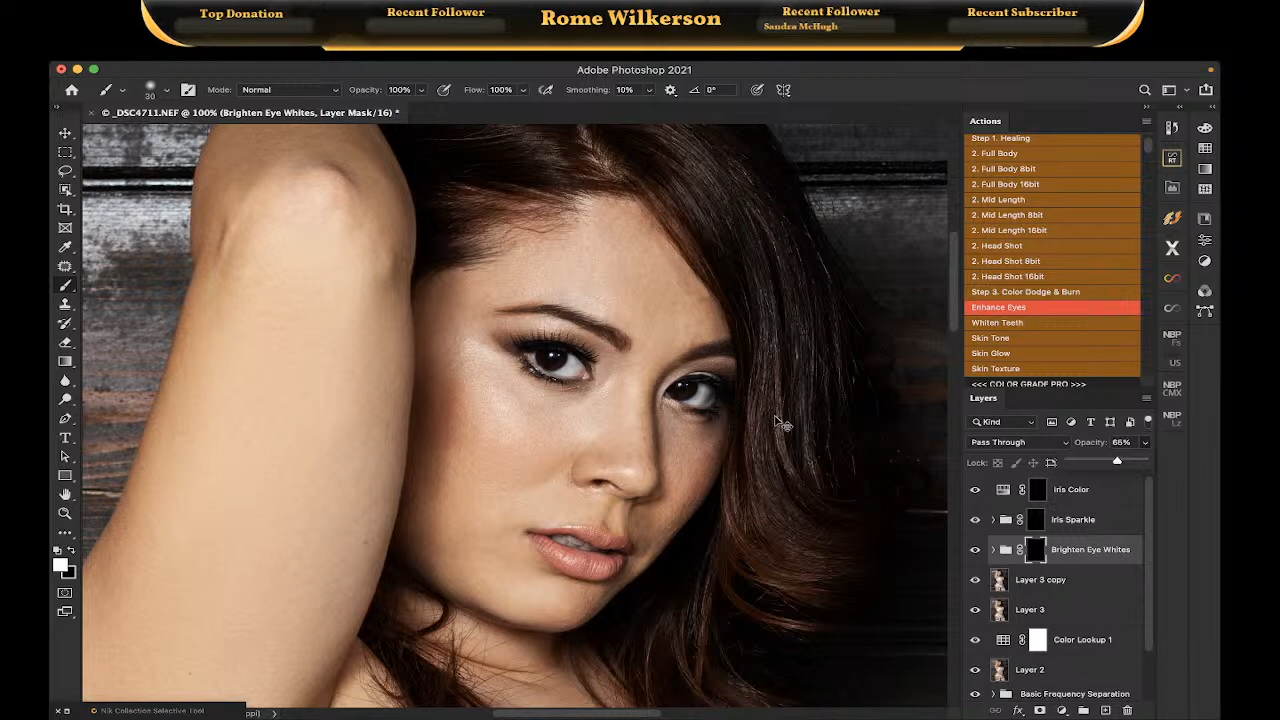 Top Donation
Recent Follower
Rome Wilkerson
Recent Follower
Sandra McHugh
Recent Subscriber
Adobe Photoshop 2021
30
Mode: Normal
Opacity: 100%
Flow: 100%
Smoothing: 10%
0°
© _DSC4711.NEF @ 100% (Brighten Eye Whites, Layer Mask/16) *
Actions
Step 1. Healing
2. Full Body
2. Full Body 8bit
2. Full Body 16bit
2. Mid Length
2. Mid Length 8bit
2. Mid Length 16bit
2. Head Shot
2. Head Shot 8bit
2. Head Shot 16bit
Step 3. Color Dodge & Burn
Enhance Eyes
Whiten Teeth
Skin Tone
Skin Glow
Skin Texture
<<< COLOR GRADE PRO >>>
RT
NBP
Fs
US
NBP
CMX
NBP
Lz
Layers
Kind
Pass Through
Opacity: 66%
Lock:
Iris Color
Iris Sparkle
Brighten Eye Whites
Layer 3 copy
Layer 3
Color Lookup 1
Layer 2
Basic Frequency Separation
Nik Collection Selective Tool
ppi)